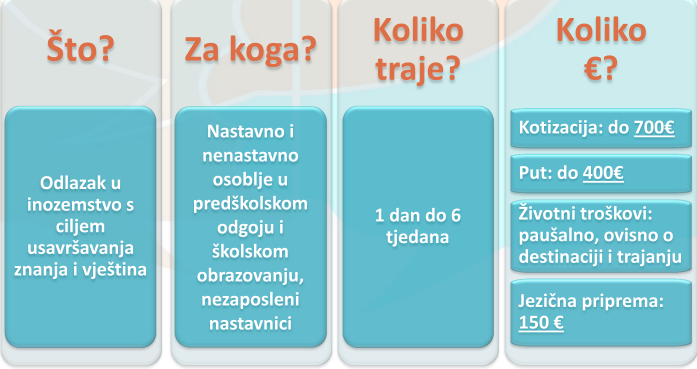 Što?
Odlazak u
inozemstvo s
ciljem
usavršavanja
znanja i vještina
Za koga?
Nastavno i
nenastavno
osoblje u
predškolskom
odgoju i
školskom
obrazovanju,
nezaposleni
nastavnici
Koliko
traje?
1 dan do 6
tjedana
Koliko
€?
Kotizacija: do 700€
Put: do 400€
Životni troškovi:
paušalno, ovisno o
destinaciji i trajanju
Jezična priprema:
150 €